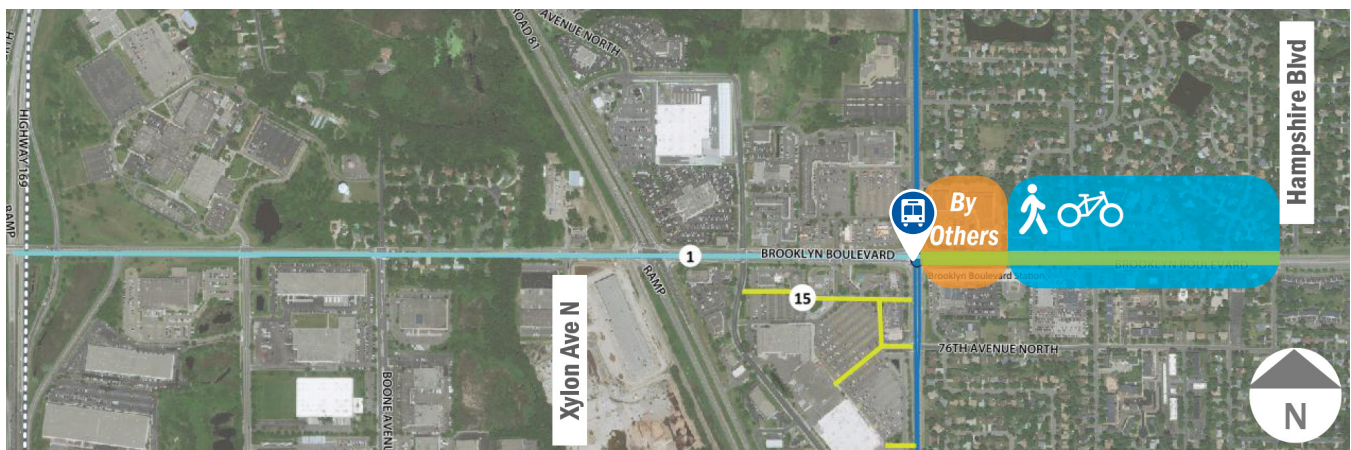 AVENUE NORTH
ROAD 81
HIGHWAY 169
RAMP
Hampshire Blvd
By
Others
1
BROOKLYN BOULEVARD
BROOKLYN BOULEVARD
Brooklyn Boulevard Station
RAMP
15
Xylon Ave N
76TH AVENUE NORTH
BOONE AVENU
N